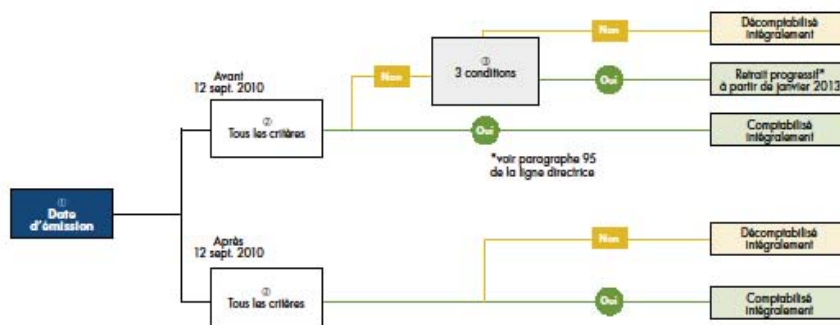 Non
Décomptabilisé
intégralement
③
3 conditions
Non
Oui
Retrait progressif*
à partir de janvier 2013
Avant
12 sept. 2010
②
Tous les critères
Oui
Comptabilisé
intégralement
*voir paragraphe 95
de la ligne directrice
①
Date
d'émission
Après
12 sept. 2010
②
Tous les critères
Non
Décomptabilisé
intégralement
Oui
Comptabilisé
intégralement